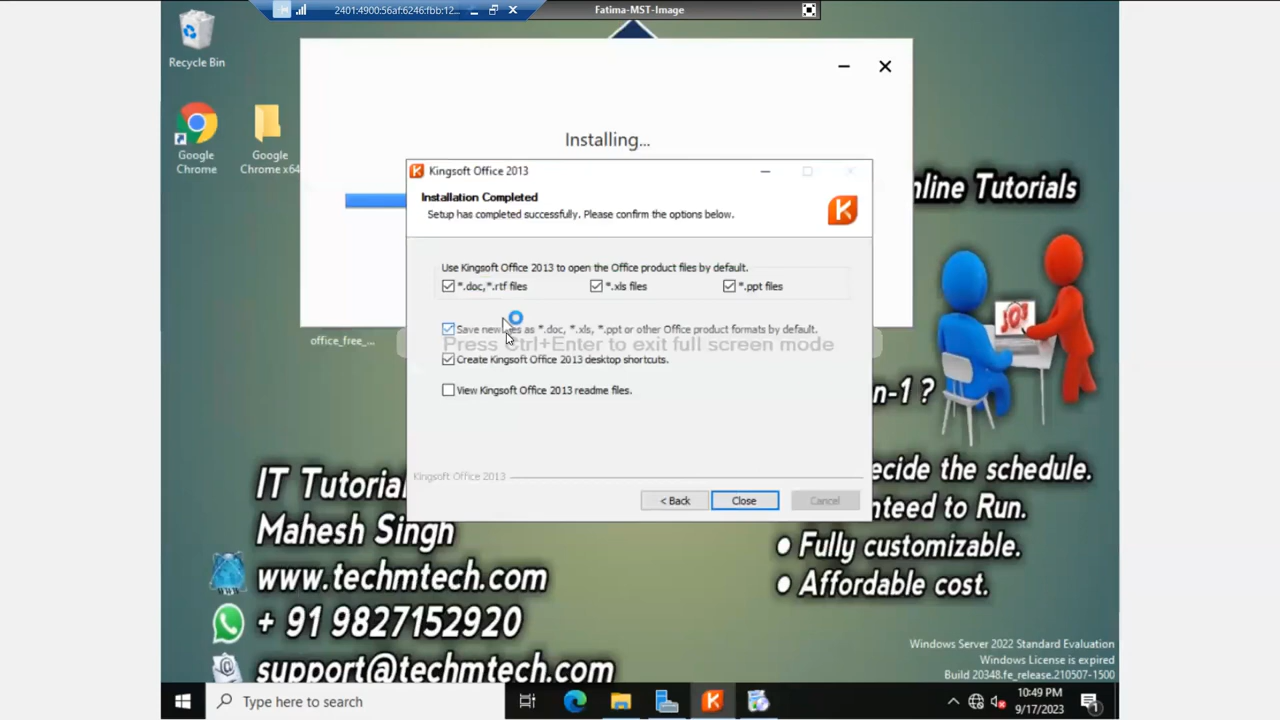 2401:4900:56af:6246:fbb:12...
Fatima-MST-Image
Recycle Bin
Google Chrome
Google Chrome x64
Installing...
Kingsoft Office 2013
Installation Completed
Setup has completed successfully. Please confirm the options below.
K
Use Kingsoft Office 2013 to open the Office product files by default.
*.doc,*.rtf files
*.xls files
*.ppt files
Save new files as *.doc, *.xls, *.ppt or other Office product formats by default.
Press Ctrl+Enter to exit full screen mode
Create Kingsoft Office 2013 desktop shortcuts.
View Kingsoft Office 2013 readme files.
Kingsoft Office 2013
< Back
Close
Cancel
office_free_...
nline Tutorials
n-1 ?
ecide the schedule.
nteed to Run.
• Fully customizable.
• Affordable cost.
IT Tutorial
Mahesh Singh
www.techmtech.com
+ 91 9827152920
support@techmtech.com
Windows Server 2022 Standard Evaluation
Windows License is expired
Build 20348.fe_release.210507-1500
Type here to search
10:49 PM
9/17/2023
1